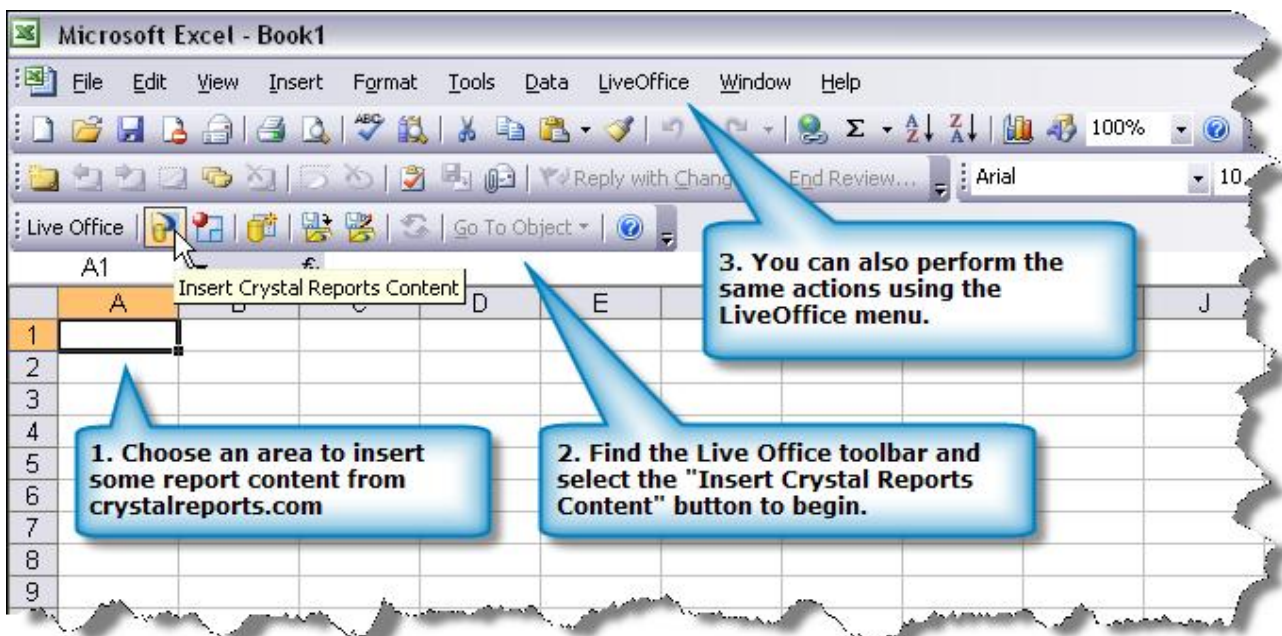 Microsoft Excel - Book1
File Edit View Insert Format Tools Data LiveOffice Window Help
ABC Σ A Z Z A 100%
Reply with Chang End Review... Arial 10
Live Office Go To Object
A1
Insert Crystal Reports Content
A D E J
1
2
3
4
5
6
7
8
9
3. You can also perform the
same actions using the
LiveOffice menu.
1. Choose an area to insert
some report content from
crystalreports.com
2. Find the Live Office toolbar and
select the "Insert Crystal Reports
Content" button to begin.